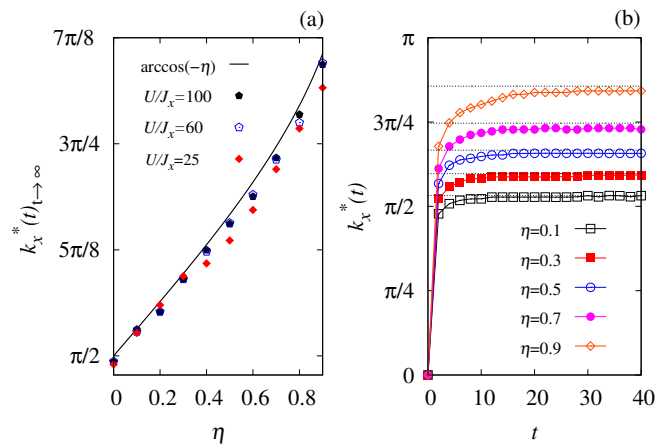 (a)
7π/8
3π/4
5π/8
π/2
k_x^*(t)_{t→∞}
arccos(-η)
U/J_x=100
U/J_x=60
U/J_x=25
0 0.2 0.4 0.6 0.8
η
(b)
π
3π/4
π/2
π/4
0
k_x^*(t)
η=0.1
η=0.3
η=0.5
η=0.7
η=0.9
0 10 20 30 40
t